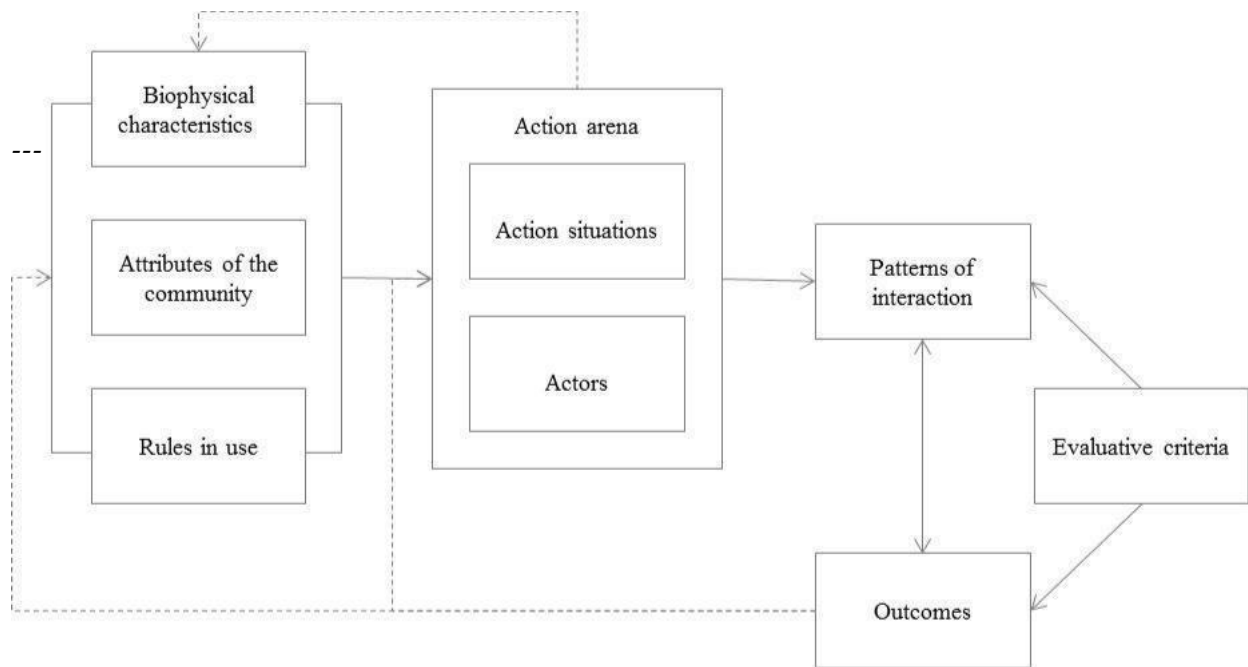 Biophysical
characteristics
Attributes of the
community
Rules in use
Action arena
Action situations
Actors
Patterns of
interaction
Evaluative criteria
Outcomes